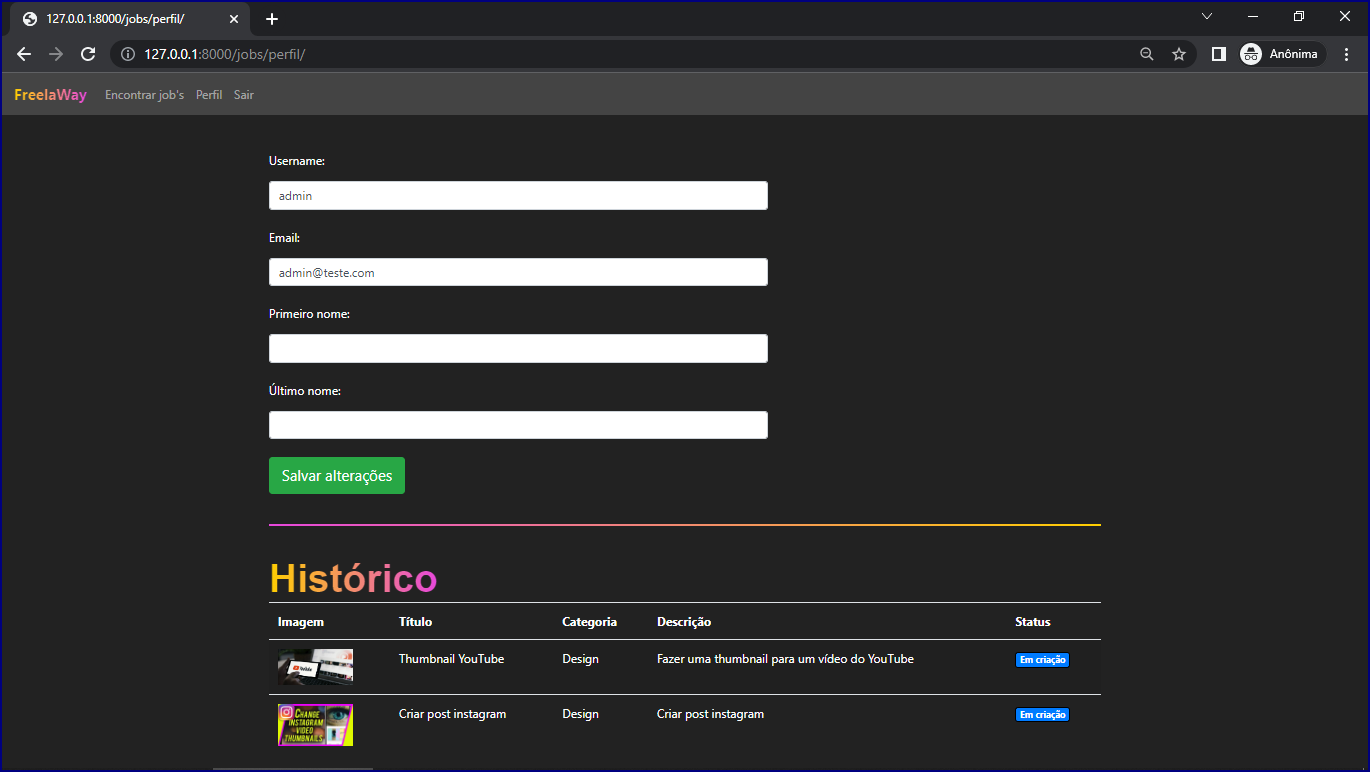 127.0.0.1:8000/jobs/perfil/
127.0.0.1:8000/jobs/perfil/
Anônima
FreelaWay Encontrar job's Perfil Sair
Username:
admin
Email:
admin@teste.com
Primeiro nome:
Último nome:
Salvar alterações
Histórico
Imagem Título Categoria Descrição Status
Thumbnail YouTube Design Fazer uma thumbnail para um vídeo do YouTube Em criação
CHANGE
INSTAGRAM
VIDEO
THUMBNAILS
Criar post instagram Design Criar post instagram Em criação